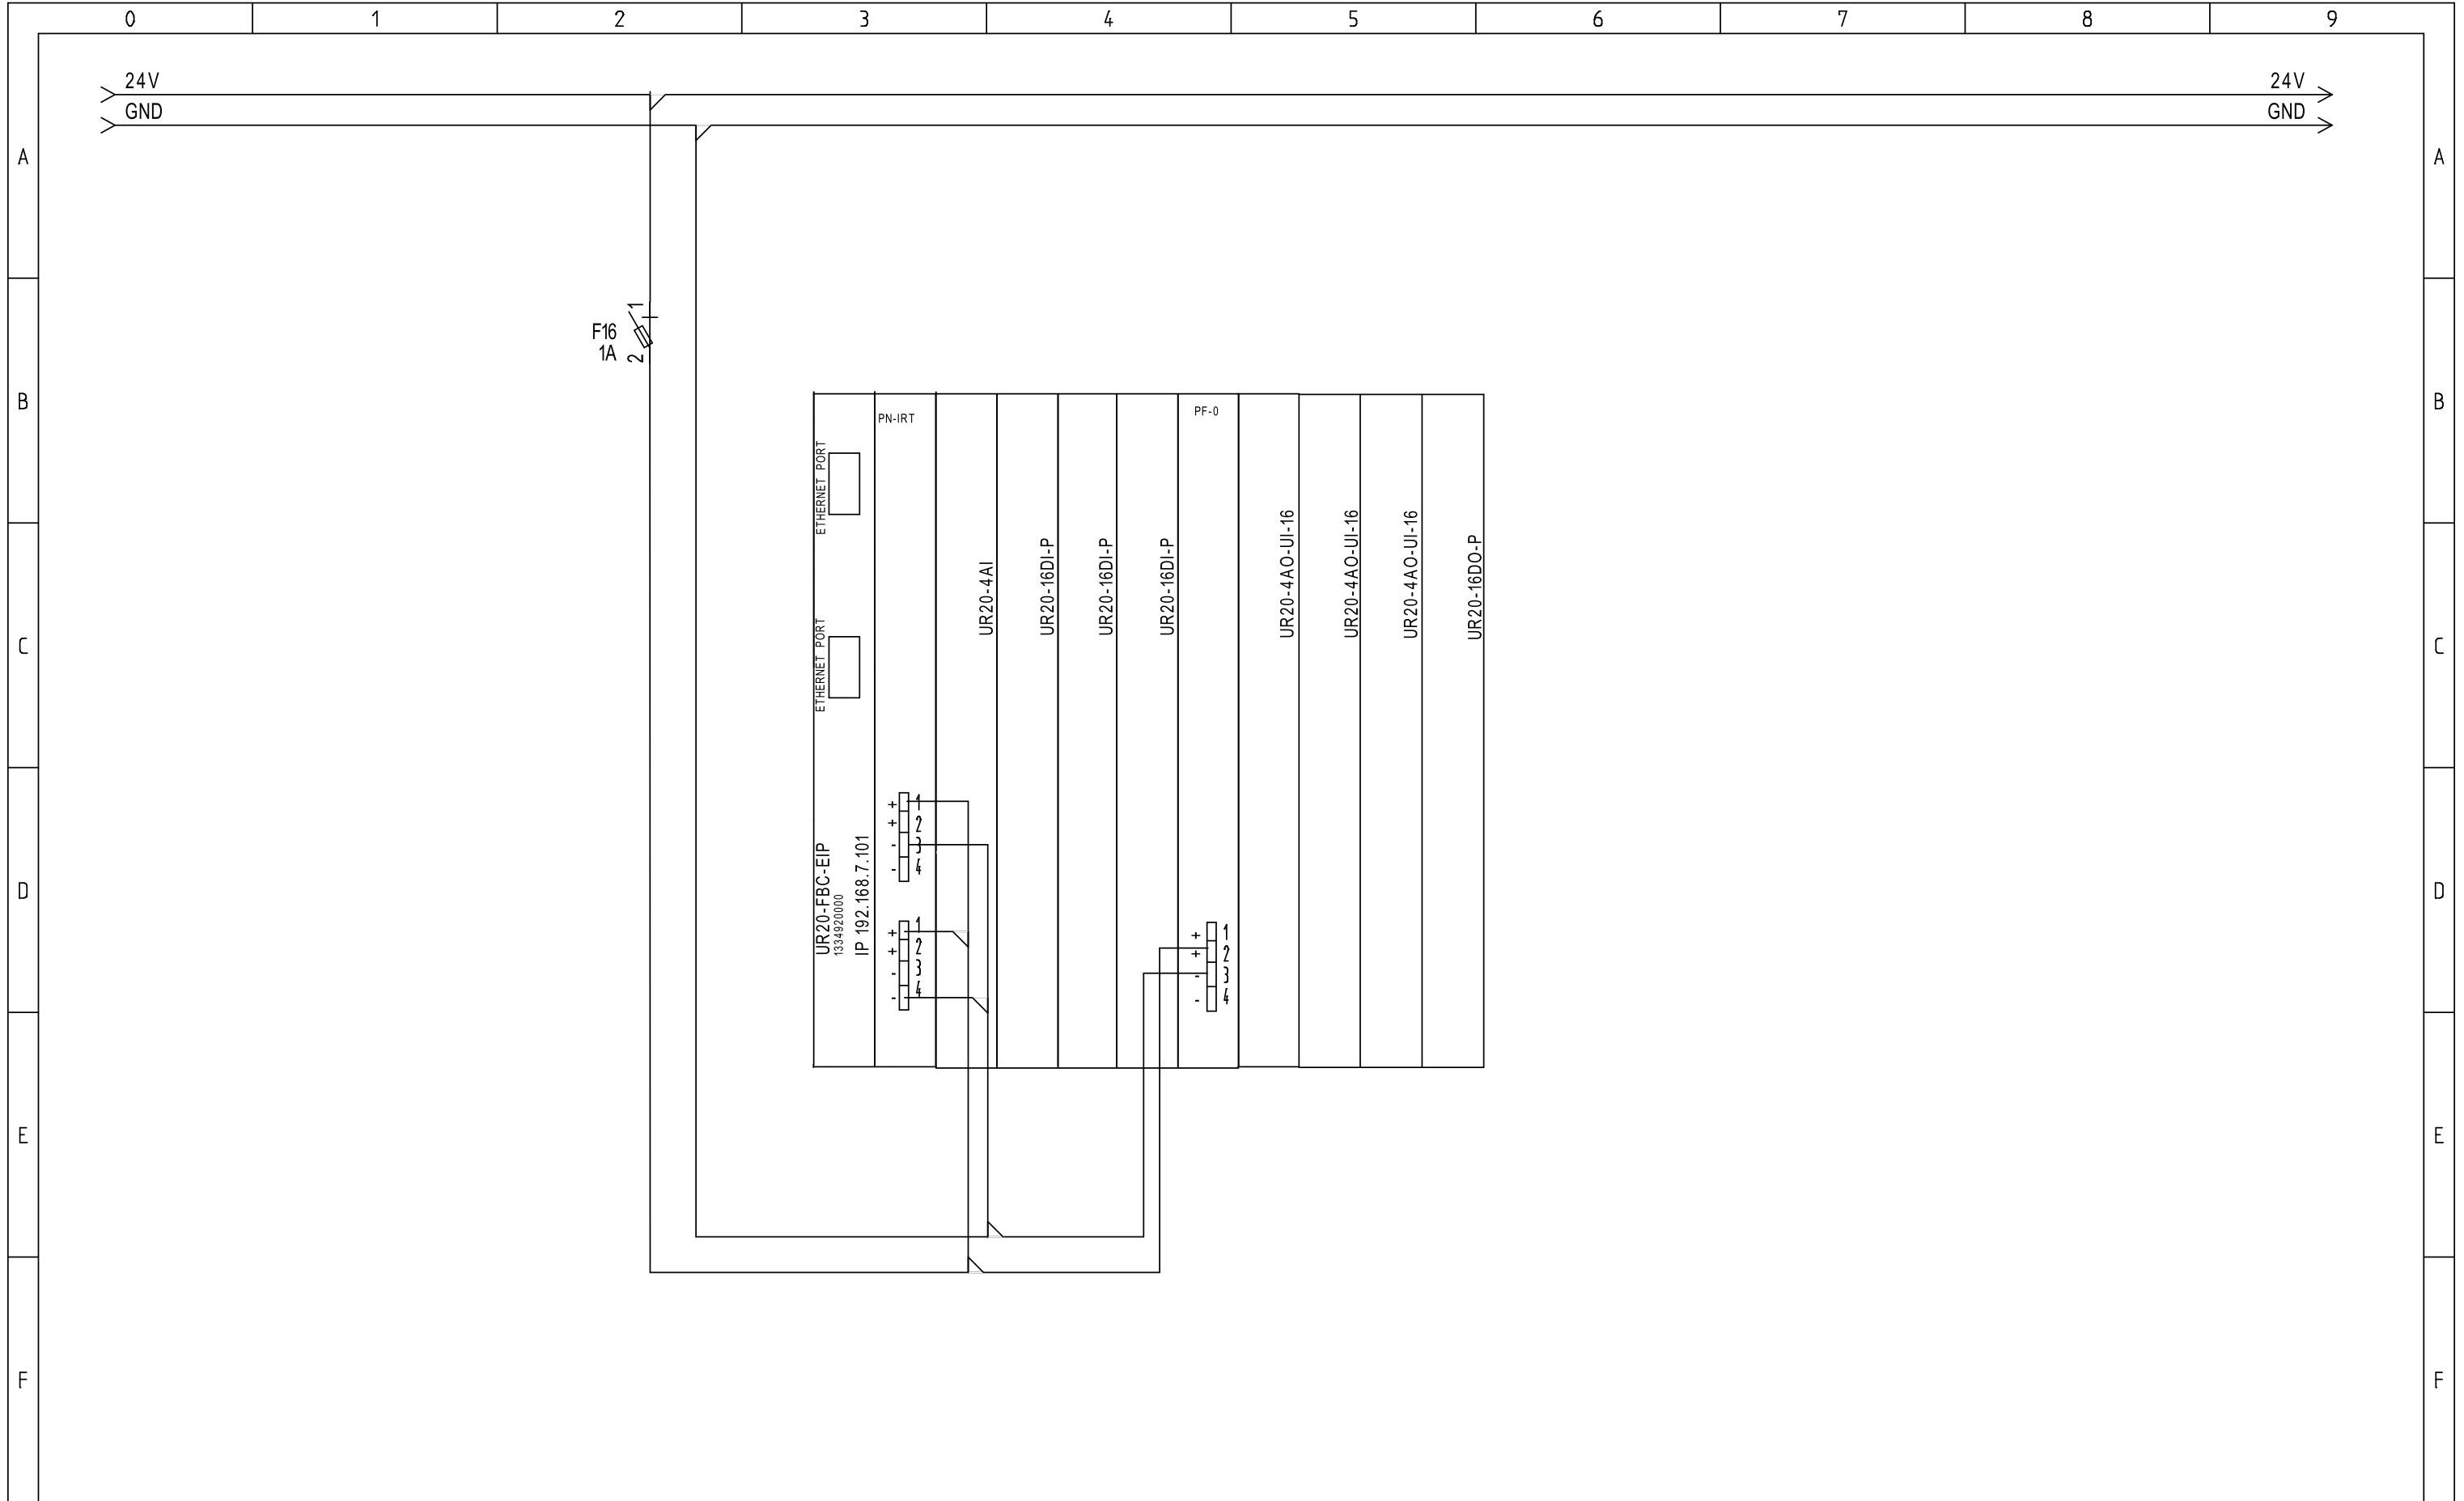 0 1 2 3 4 5 6 7 8 9
24V 24V
GND GND
A A
1
F16
1A
2
B B
PN-IRT PF-0
ETHERNET PORT
UR20-4AI
UR20-16DI-P
UR20-16DI-P
UR20-16DI-P
UR20-4AO-UI-16
UR20-4AO-UI-16
UR20-4AO-UI-16
UR20-16DO-P
C C
ETHERNET PORT
UR20-FBC-EIP
1334920000
IP 192.168.7.101
+ 1
+ 2
- 3
- 4
D D
+ 1
+ 2
- 3
- 4
+ 1
+ 2
- 3
- 4
E E
F F